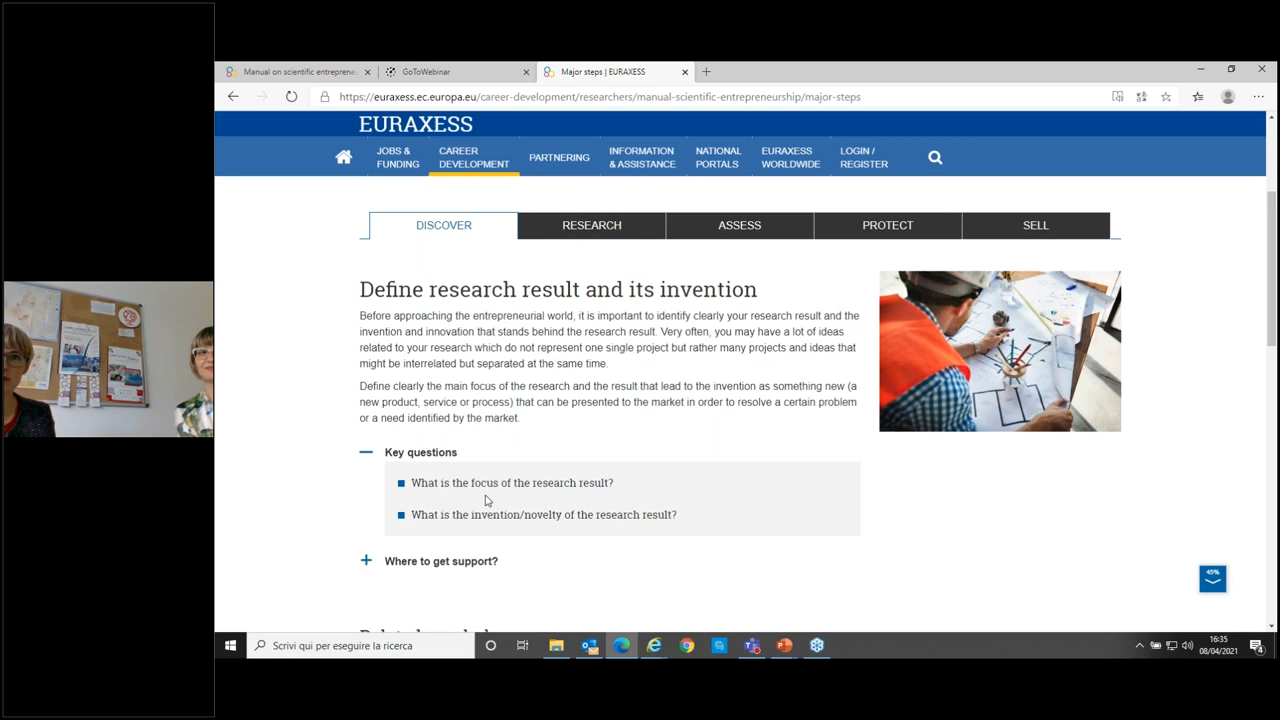 Manual on scientific entreprene
GoToWebinar
Major steps | EURAXESS
https://euraxess.ec.europa.eu/career-development/researchers/manual-scientific-entrepreneurship/major-steps
EURAXESS
JOBS &
FUNDING
CAREER
DEVELOPMENT
PARTNERING
INFORMATION
& ASSISTANCE
NATIONAL
PORTALS
EURAXESS
WORLDWIDE
LOGIN /
REGISTER
DISCOVER
RESEARCH
ASSESS
PROTECT
SELL
Define research result and its invention
Before approaching the entrepreneurial world, it is important to identify clearly your research result and the
invention and innovation that stands behind the research result. Very often, you may have a lot of ideas
related to your research which do not represent one single project but rather many projects and ideas that
might be interrelated but separated at the same time.
Define clearly the main focus of the research and the result that lead to the invention as something new (a
new product, service or process) that can be presented to the market in order to resolve a certain problem
or a need identified by the market.
Key questions
What is the focus of the research result?
What is the invention/novelty of the research result?
Where to get support?
45%
Scrivi qui per eseguire la ricerca
16:35
08/04/2021
4